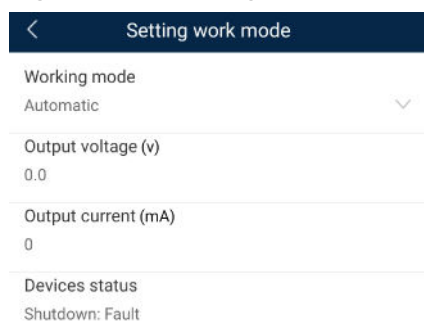 Setting work mode
Working mode
Automatic
Output voltage (v)
0.0
Output current (mA)
0
Devices status
Shutdown: Fault